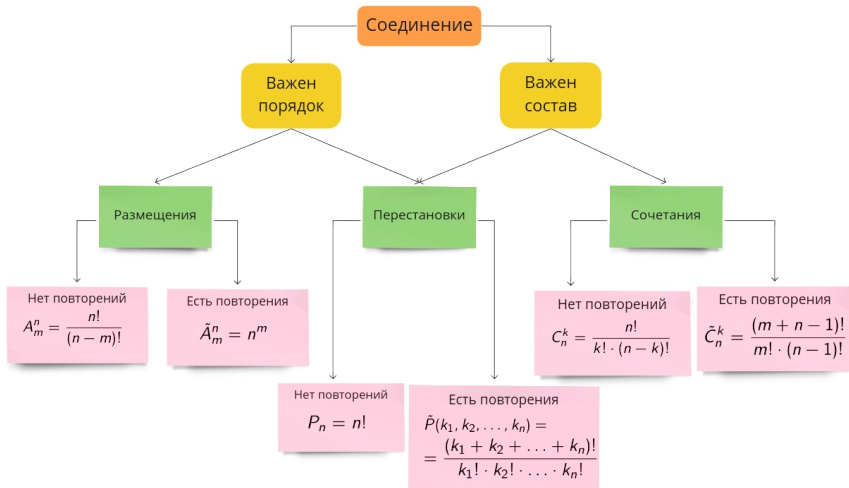 Соединение
Важен
порядок
Важен
состав
Размещения
Перестановки
Сочетания
Нет повторений
A_m^n = n! / (n − m)!
Есть повторения
Ã_m^n = n^m
Нет повторений
P_n = n!
Есть повторения
P̃(k_1, k_2, . . . , k_n) =
= (k_1 + k_2 + . . . + k_n)! / k_1! · k_2! · . . . · k_n!
Нет повторений
C_n^k = n! / k! · (n − k)!
Есть повторения
C̃_n^k = (m + n − 1)! / m! · (n − 1)!